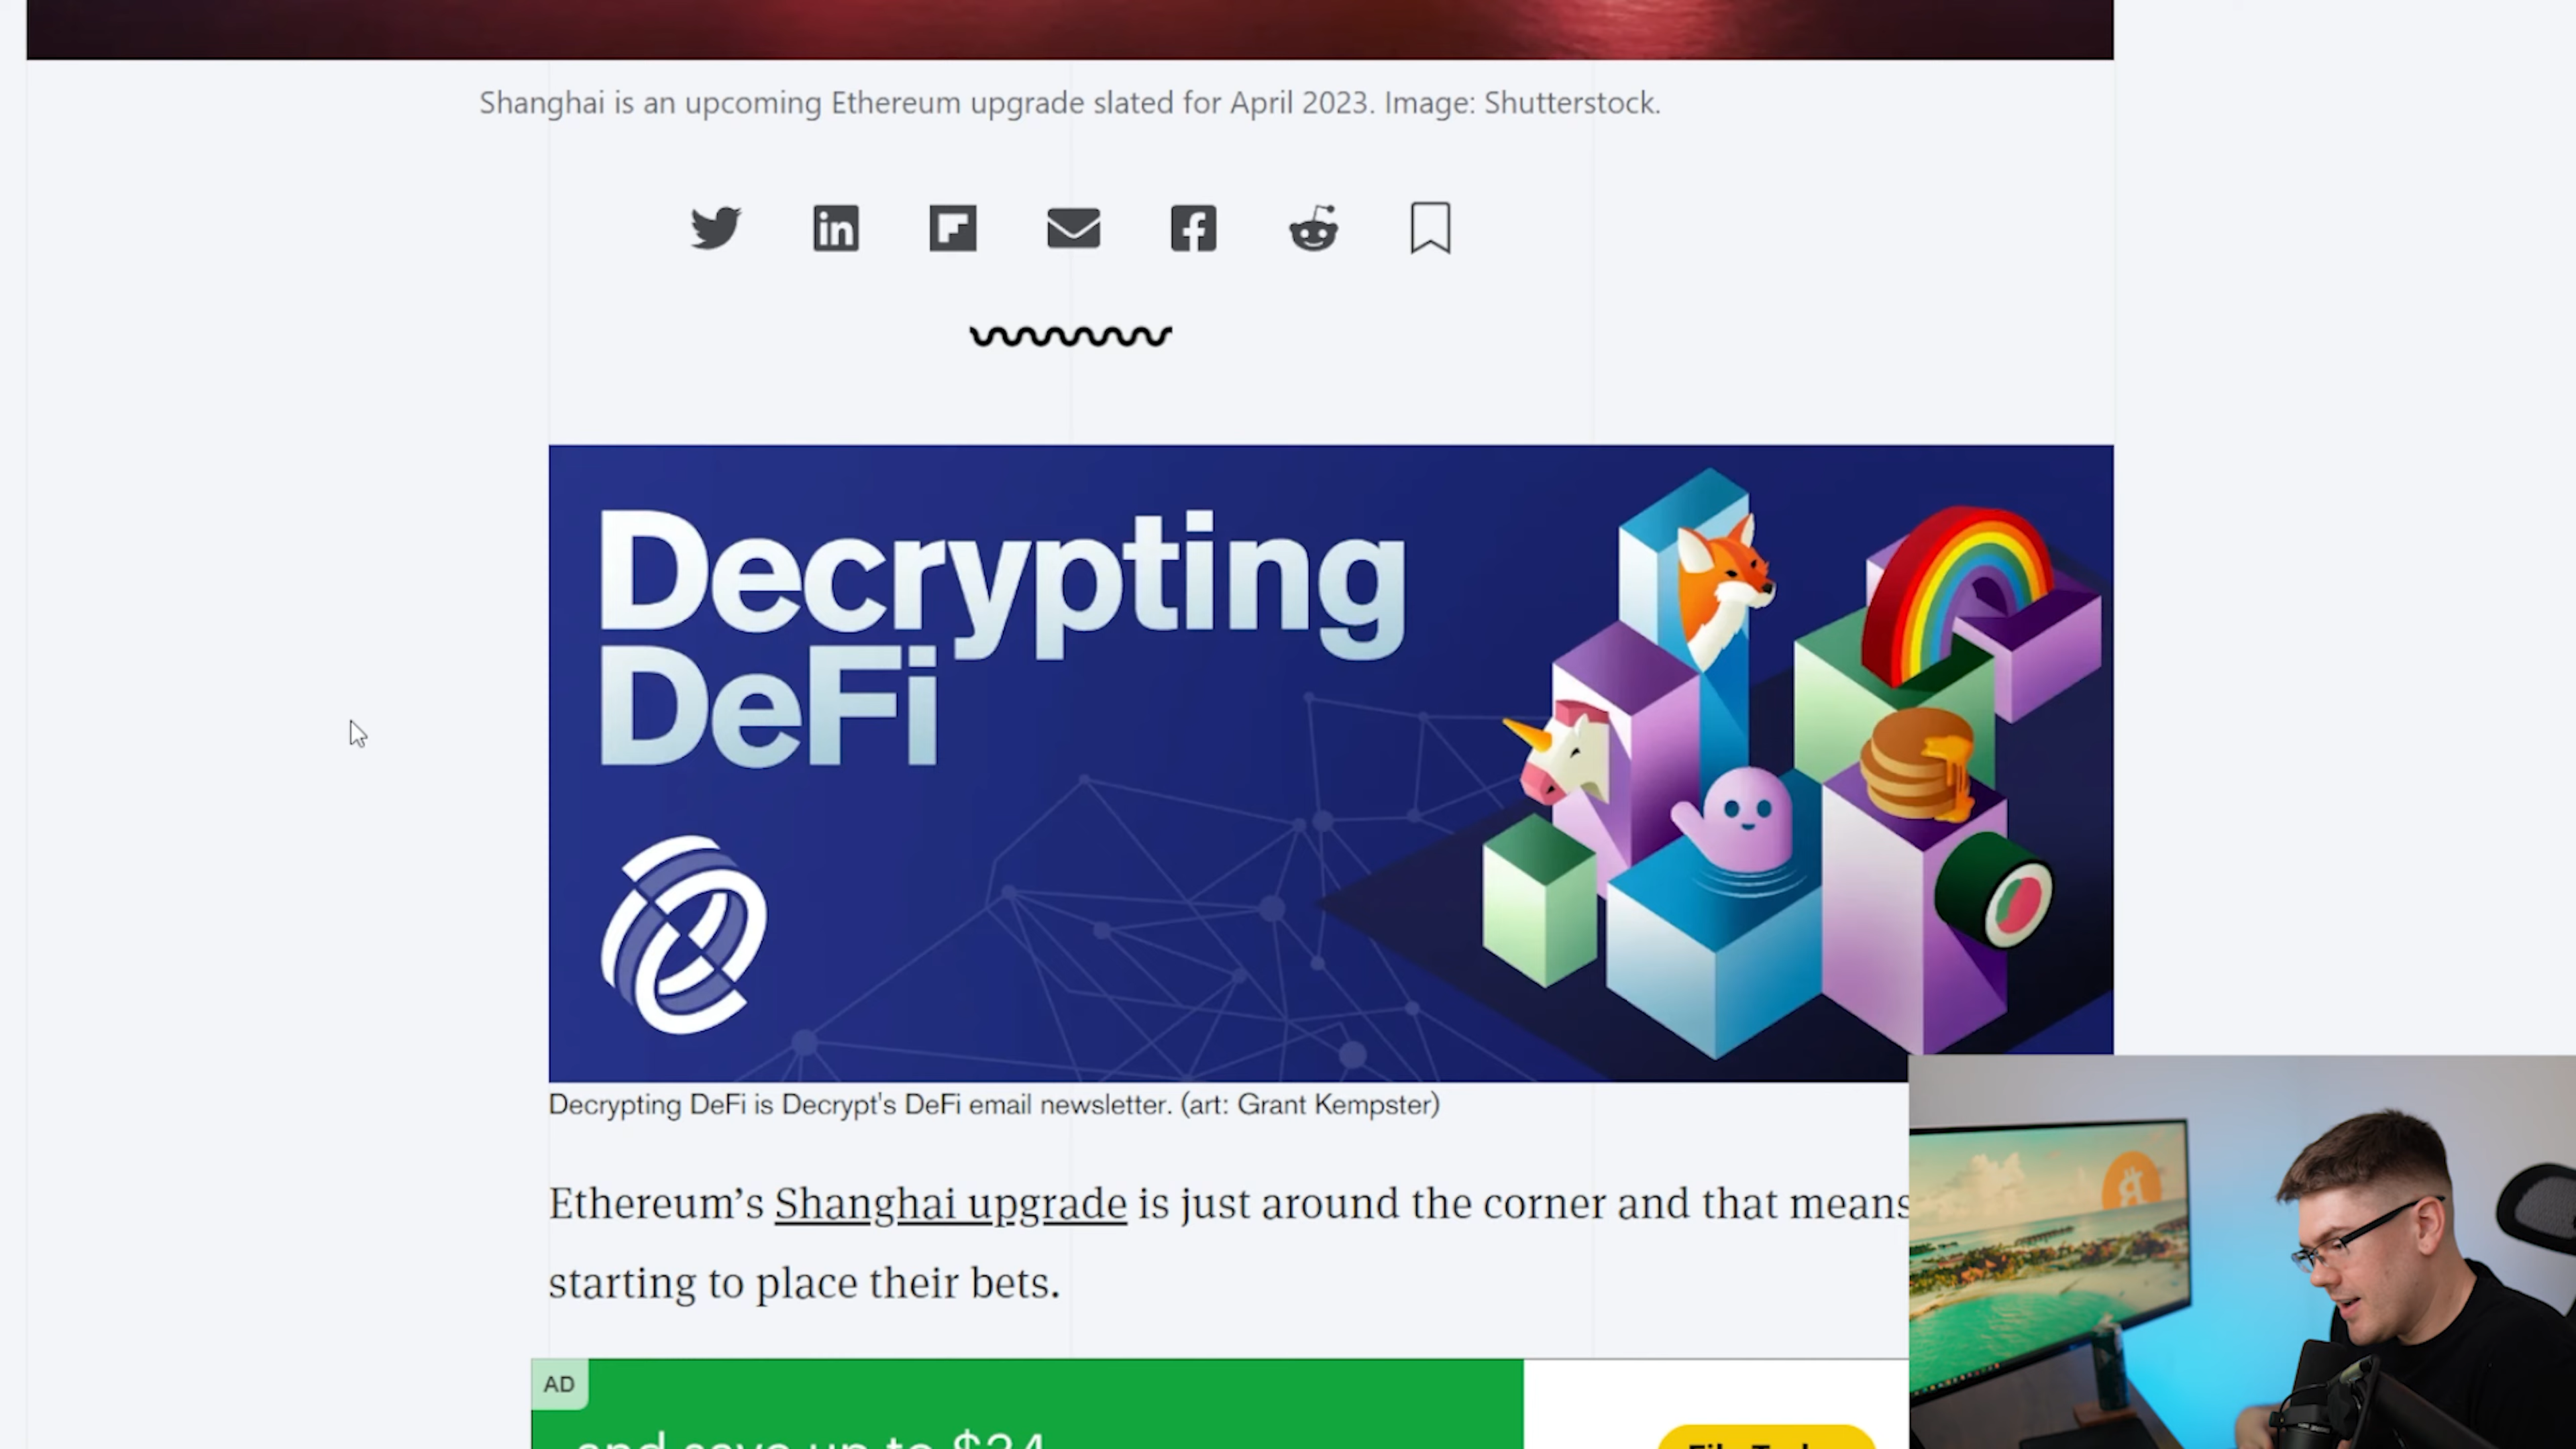 Shanghai is an upcoming Ethereum upgrade slated for April 2023. Image: Shutterstock.
Decrypting
DeFi
Decrypting DeFi is Decrypt's DeFi email newsletter. (art: Grant Kempster)
Ethereum’s Shanghai upgrade is just around the corner and that means
starting to place their bets.
AD
and save up to $24